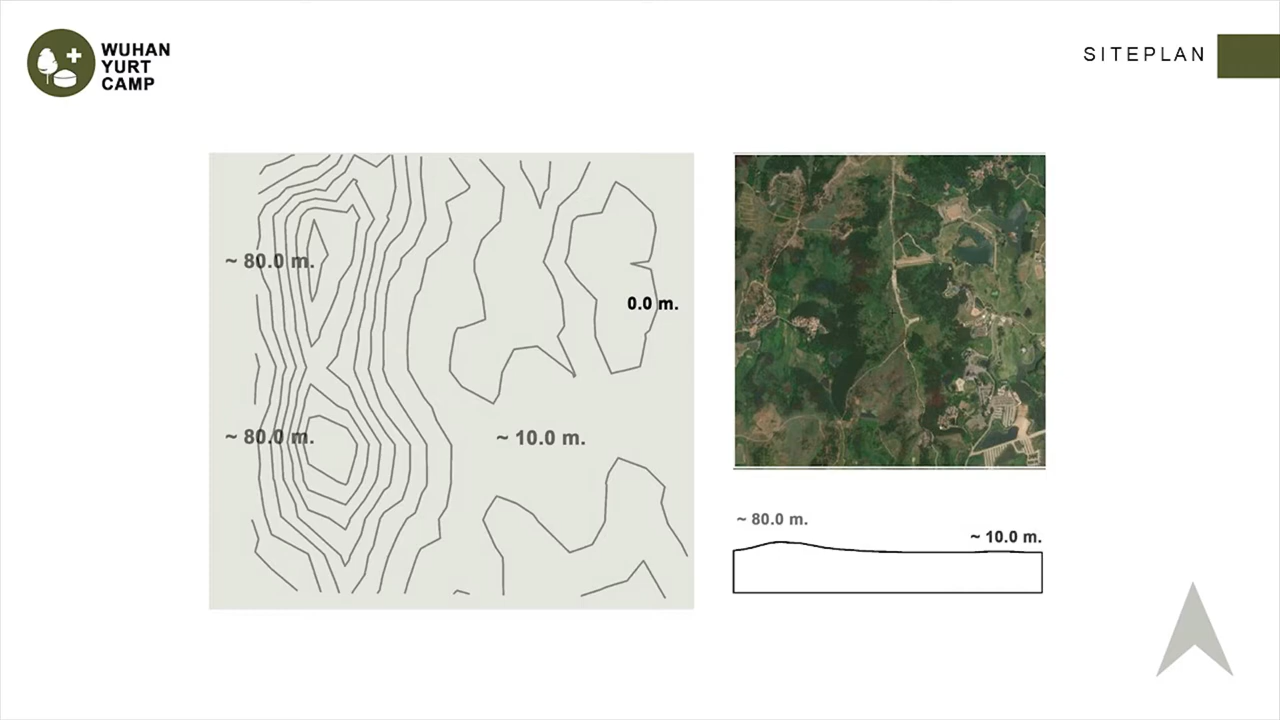 WUHAN
YURT
CAMP
SITEPLAN
~ 80.0 m.
0.0 m.
~ 80.0 m.
~ 10.0 m.
~ 80.0 m.
~ 10.0 m.